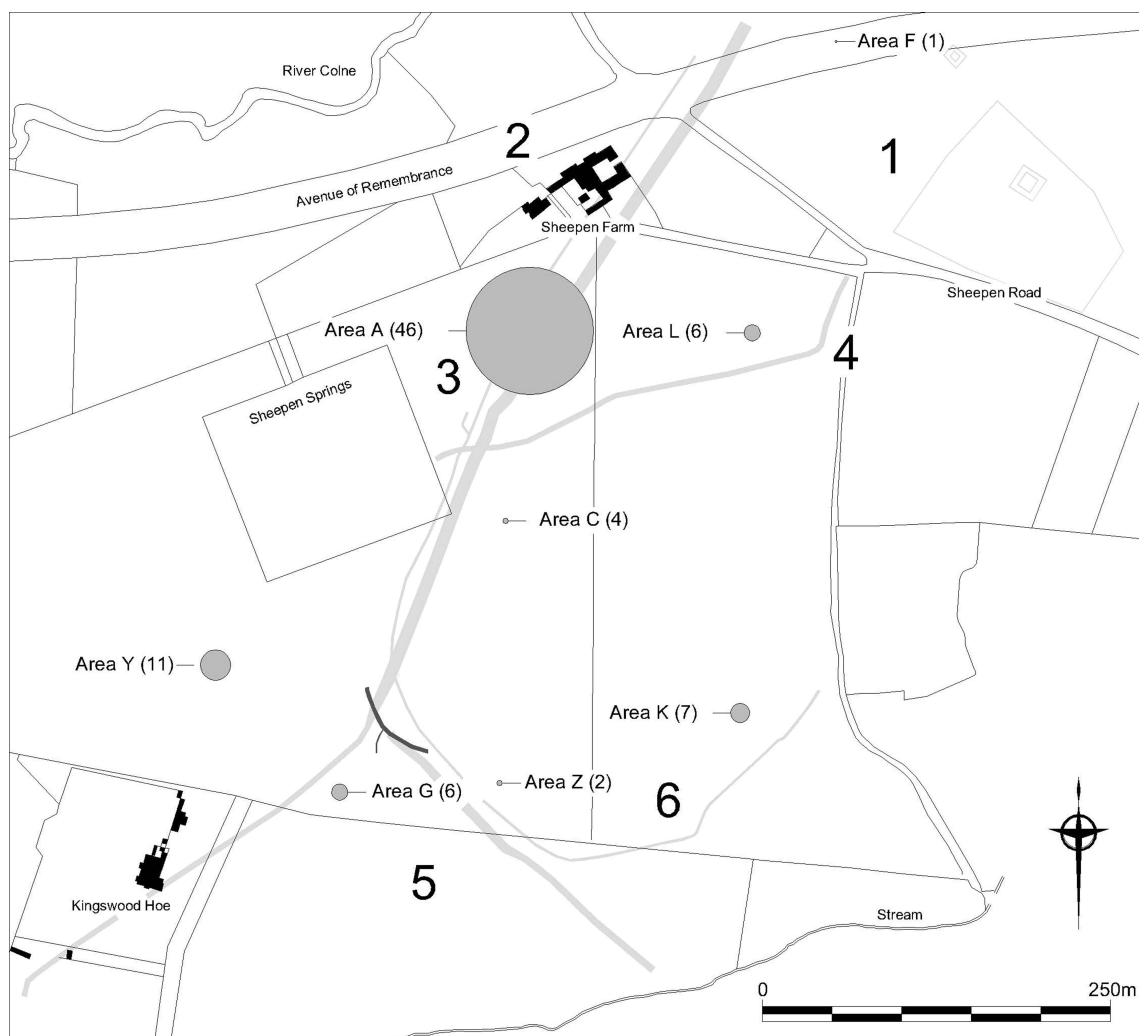 Area F (1)
River Colne
2
1
Avenue of Remembrance
Sheepen Farm
Sheepen Road
Area A (46)
Area L (6)
4
3
Sheepen Springs
Area C (4)
Area Y (11)
Area K (7)
Area Z (2)
Area G (6)
6
5
Kingswood Hoe
Stream
0
250m